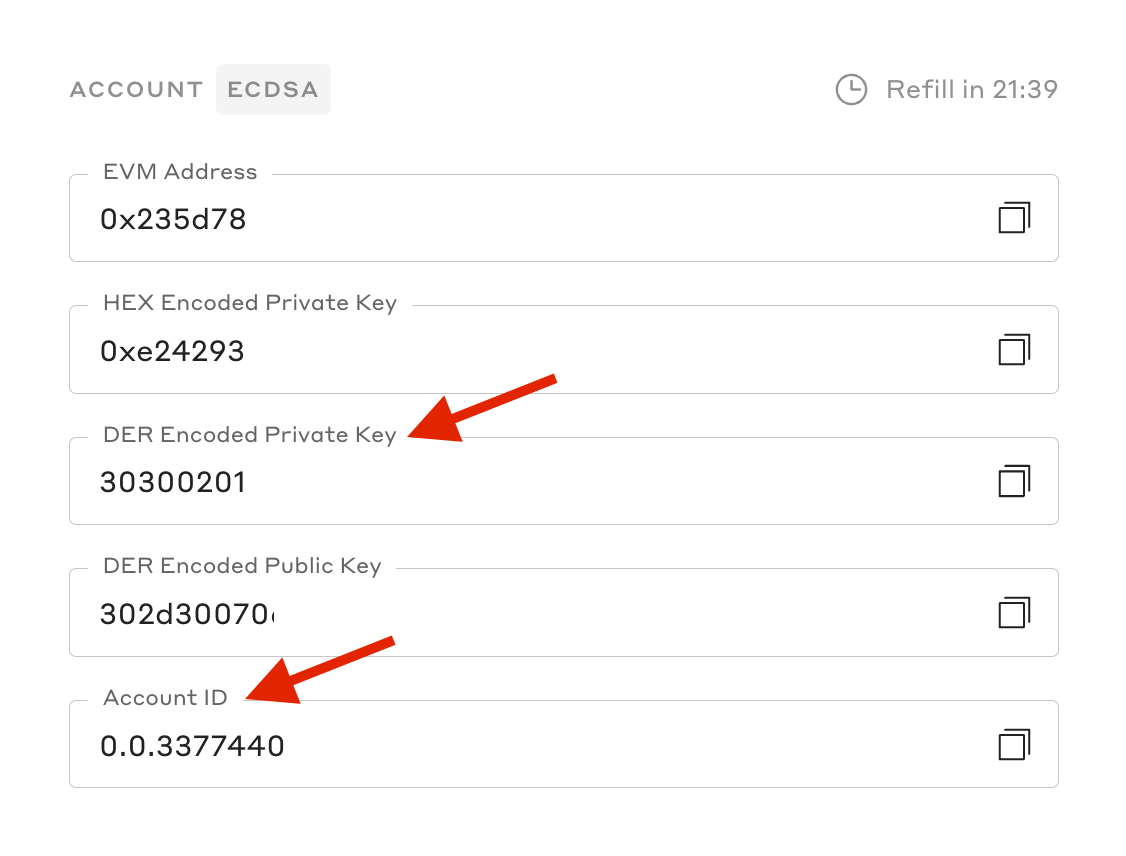 ACCOUNT ECDSA
Refill in 21:39
EVM Address
0x235d78
HEX Encoded Private Key
0xe24293
DER Encoded Private Key
30300201
DER Encoded Public Key
302d30070
Account ID
0.0.3377440